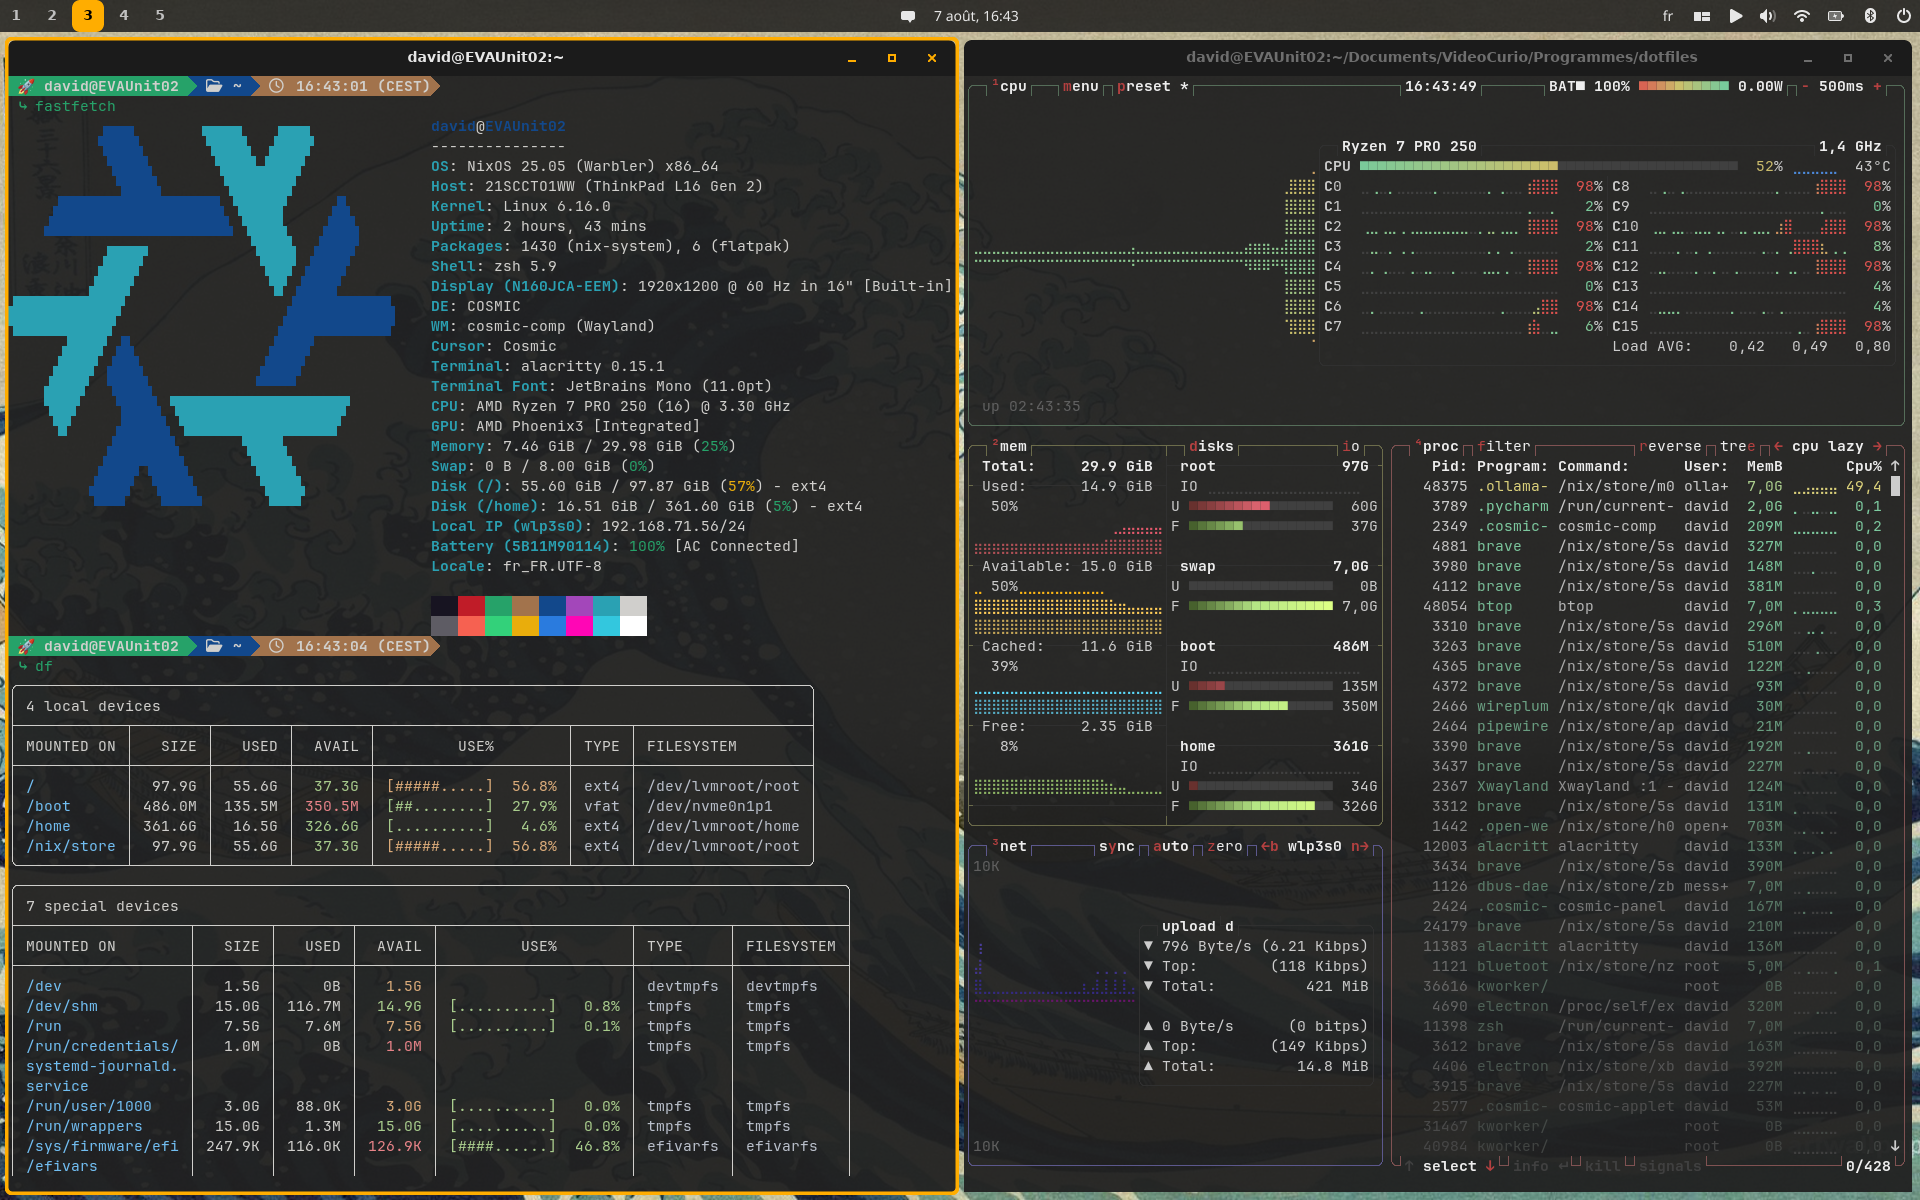 1 2 3 4 5
7 août, 16:43
fr
david@EVAUnit02:~
david@EVAUnit02 ~ 16:43:01 (CEST)
fastfetch
david@EVAUnit02
---------------
OS: NixOS 25.05 (Warbler) x86_64
Host: 21SCCTO1WW (ThinkPad L16 Gen 2)
Kernel: Linux 6.16.0
Uptime: 2 hours, 43 mins
Packages: 1430 (nix-system), 6 (flatpak)
Shell: zsh 5.9
Display (N160JCA-EEM): 1920x1200 @ 60 Hz in 16" [Built-in]
DE: COSMIC
WM: cosmic-comp (Wayland)
Cursor: Cosmic
Terminal: alacritty 0.15.1
Terminal Font: JetBrains Mono (11.0pt)
CPU: AMD Ryzen 7 PRO 250 (16) @ 3.30 GHz
GPU: AMD Phoenix3 [Integrated]
Memory: 7.46 GiB / 29.98 GiB (25%)
Swap: 0 B / 8.00 GiB (0%)
Disk (/): 55.60 GiB / 97.87 GiB (57%) - ext4
Disk (/home): 16.51 GiB / 361.60 GiB (5%) - ext4
Local IP (wlp3s0): 192.168.71.56/24
Battery (5B11M90114): 100% [AC Connected]
Locale: fr_FR.UTF-8
david@EVAUnit02 ~ 16:43:04 (CEST)
df
4 local devices
MOUNTED ON SIZE USED AVAIL USE% TYPE FILESYSTEM
/ 97.9G 55.6G 37.3G [#####.....] 56.8% ext4 /dev/lvmroot/root
/boot 486.0M 135.5M 350.5M [##........] 27.9% vfat /dev/nvme0n1p1
/home 361.6G 16.5G 326.6G [..........] 4.6% ext4 /dev/lvmroot/home
/nix/store 97.9G 55.6G 37.3G [#####.....] 56.8% ext4 /dev/lvmroot/root
7 special devices
MOUNTED ON SIZE USED AVAIL USE% TYPE FILESYSTEM
/dev 1.5G 0B 1.5G devtmpfs devtmpfs
/dev/shm 15.0G 116.7M 14.9G [..........] 0.8% tmpfs tmpfs
/run 7.5G 7.6M 7.5G [..........] 0.1% tmpfs tmpfs
/run/credentials/ 1.0M 0B 1.0M tmpfs tmpfs
systemd-journald.
service
/run/user/1000 3.0G 88.0K 3.0G [..........] 0.0% tmpfs tmpfs
/run/wrappers 15.0G 1.3M 15.0G [..........] 0.0% tmpfs tmpfs
/sys/firmware/efi 247.9K 116.0K 126.9K [####......] 46.8% efivarfs efivarfs
/efivars
david@EVAUnit02:~/Documents/VideoCurio/Programmes/dotfiles
¹cpu menu preset * 16:43:49 BAT■ 100% 0.00W - 500ms +
Ryzen 7 PRO 250 1,4 GHz
CPU 52% 43°C
C0 98% C8 98%
C1 2% C9 0%
C2 98% C10 98%
C3 2% C11 8%
C4 98% C12 98%
C5 0% C13 4%
C6 98% C14 4%
C7 6% C15 98%
Load AVG: 0,42 0,49 0,80
up 02:43:35
²mem
Total: 29.9 GiB
Used: 14.9 GiB
50%
Available: 15.0 GiB
50%
Cached: 11.6 GiB
39%
Free: 2.35 GiB
8%
disks io
root 97G
IO
U 60G
F 37G
swap 7,0G
U 0B
F 7,0G
boot 486M
IO
U 135M
F 350M
home 361G
IO
U 34G
F 326G
³net sync auto zero ←b wlp3s0 n→
10K
upload d
▼ 796 Byte/s (6.21 Kibps)
▼ Top: (118 Kibps)
▼ Total: 421 MiB
▲ 0 Byte/s (0 bitps)
▲ Top: (149 Kibps)
▲ Total: 14.8 MiB
10K
⁴proc filter reverse tree ← cpu lazy →
Pid: Program: Command: User: MemB Cpu% ↑
48375 .ollama- /nix/store/m0 olla+ 7,0G 49,4
3789 .pycharm /run/current- david 2,0G 0,1
2349 .cosmic- cosmic-comp david 209M 0,2
4881 brave /nix/store/5s david 327M 0,0
3980 brave /nix/store/5s david 148M 0,0
4112 brave /nix/store/5s david 381M 0,0
48054 btop btop david 7,0M 0,3
3310 brave /nix/store/5s david 296M 0,0
3263 brave /nix/store/5s david 510M 0,0
4365 brave /nix/store/5s david 122M 0,0
4372 brave /nix/store/5s david 93M 0,0
2466 wireplum /nix/store/qk david 30M 0,0
2464 pipewire /nix/store/ap david 21M 0,0
3390 brave /nix/store/5s david 192M 0,0
3437 brave /nix/store/5s david 227M 0,0
2367 Xwayland Xwayland :1 - david 124M 0,0
3312 brave /nix/store/5s david 131M 0,0
1442 .open-we /nix/store/h0 open+ 703M 0,0
12003 alacritt alacritty david 133M 0,0
3434 brave /nix/store/5s david 390M 0,0
1126 dbus-dae /nix/store/zb mess+ 7,0M 0,0
2424 .cosmic- cosmic-panel david 167M 0,0
24179 brave /nix/store/5s david 210M 0,0
11383 alacritt alacritty david 136M 0,0
1121 bluetoot /nix/store/nz root 5,0M 0,1
36616 kworker/ root 0B 0,0
4690 electron /proc/self/ex david 320M 0,0
11398 zsh /run/current- david 7,0M 0,0
3612 brave /nix/store/5s david 163M 0,0
4406 electron /nix/store/xb david 392M 0,0
3915 brave /nix/store/5s david 227M 0,0
2577 .cosmic- cosmic-applet david 53M 0,0
31467 kworker/ root 0B 0,0
40984 kworker/ root 0B 0,0 ↓
↑ select ↓ info ↵ kill signals 0/428